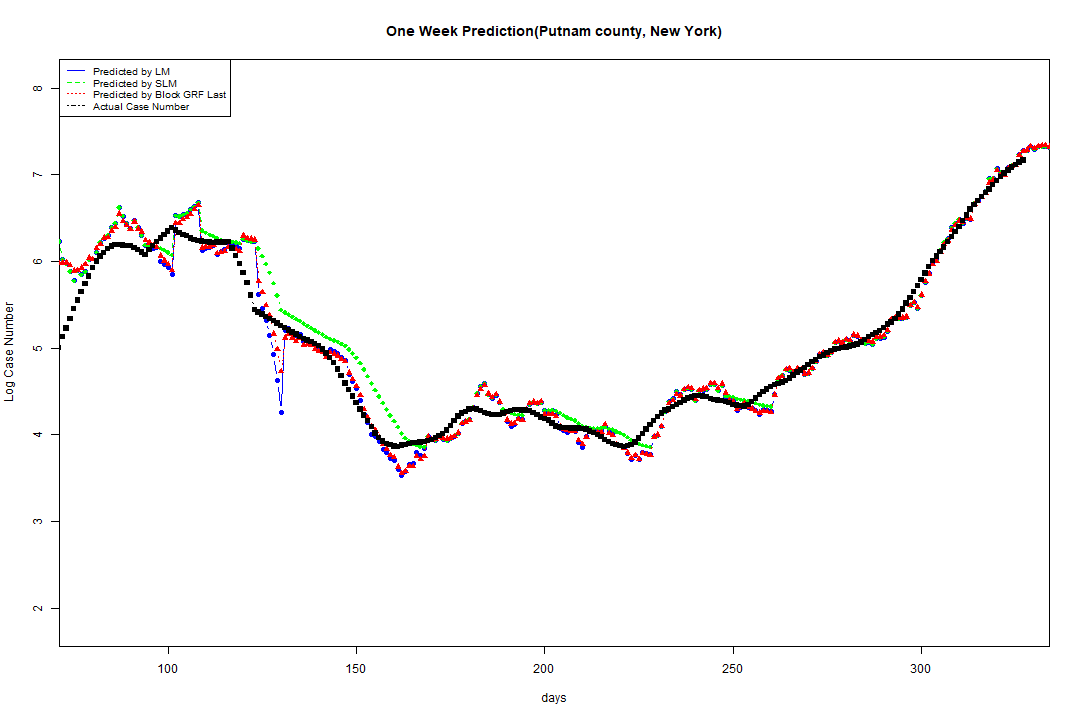 One Week Prediction(Putnam county, New York)
Predicted by LM
Predicted by SLM
Predicted by Block GRF Last
Actual Case Number
8
7
6
5
4
3
2
Log Case Number
100 150 200 250 300
days